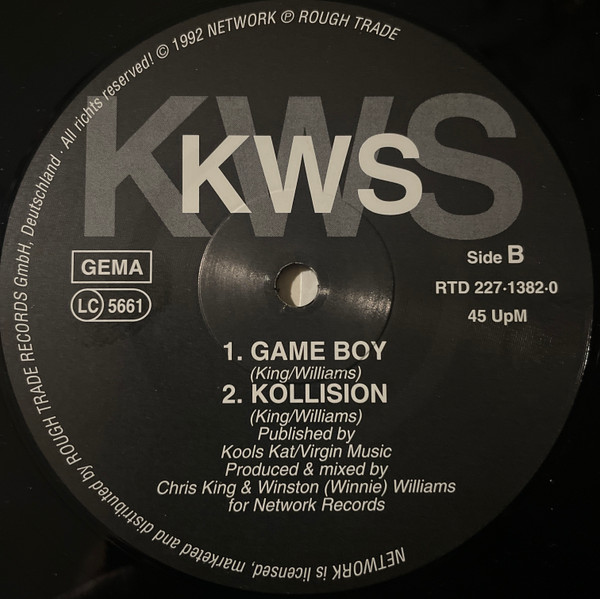 © 1992 NETWORK ℗ ROUGH TRADE
KWS
KWS
GEMA
LC 5661
Side B
RTD 227·1382·0
45 UpM
1. GAME BOY
(King/Williams)
2. KOLLISION
(King/Williams)
Published by
Kools Kat/Virgin Music
Produced & mixed by
Chris King & Winston (Winnie) Williams
for Network Records
NETWORK is licensed, marketed and distributed by ROUGH TRADE RECORDS GmbH, Deutschland · All rights reserved!